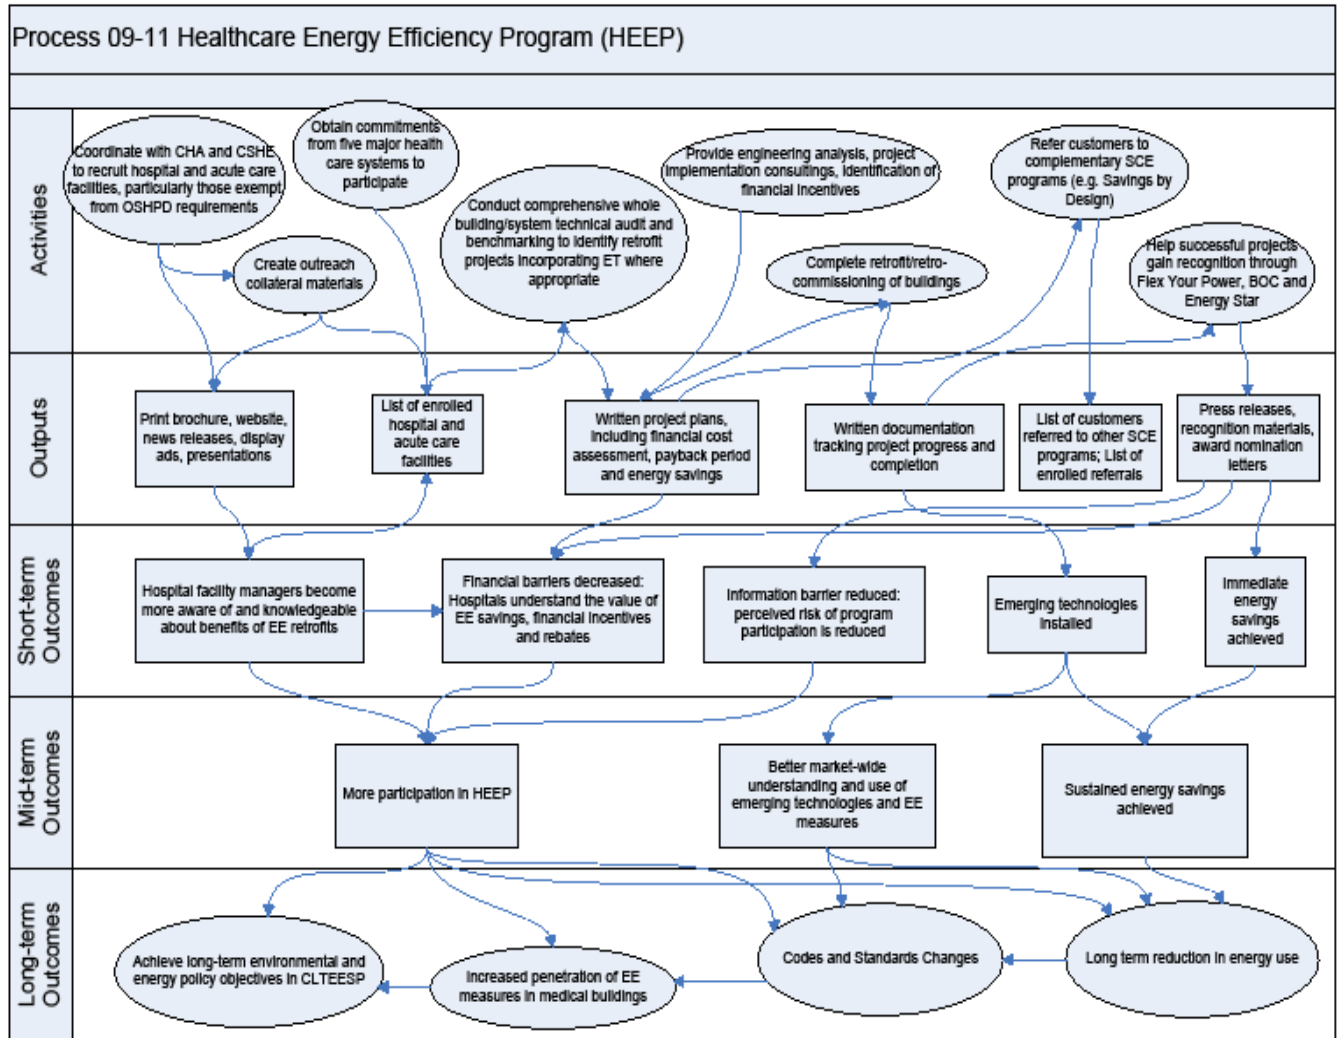 Process 09-11 Healthcare Energy Efficiency Program (HEEP)
Activities
Coordinate with CHA and CSHE
to recruit hospital and acute care
facilities, particularly those exempt
from OSHPD requirements
Obtain commitments
from five major health
care systems to
participate
Create outreach
collateral materials
Conduct comprehensive whole
building/system technical audit and
benchmarking to identify retrofit
projects incorporating ET where
appropriate
Provide engineering analysis, project
implementation consultings, identification of
financial incentives
Complete retrofit/retro-
commissioning of buildings
Refer customers to
complementary SCE
programs (e.g. Savings by
Design)
Help successful projects
gain recognition through
Flex Your Power, BOC and
Energy Star
Outputs
Print brochure, website,
news releases, display
ads, presentations
List of enrolled
hospital and
acute care
facilities
Written project plans,
including financial cost
assessment, payback period
and energy savings
Written documentation
tracking project progress and
completion
List of customers
referred to other SCE
programs; List of
enrolled referrals
Press releases,
recognition materials,
award nomination
letters
Short-term
Outcomes
Hospital facility managers become
more aware of and knowledgeable
about benefits of EE retrofits
Financial barriers decreased:
Hospitals understand the value of
EE savings, financial incentives
and rebates
Information barrier reduced:
perceived risk of program
participation is reduced
Emerging technologies
installed
Immediate
energy
savings
achieved
Mid-term
Outcomes
More participation in HEEP
Better market-wide
understanding and use of
emerging technologies and EE
measures
Sustained energy savings
achieved
Long-term
Outcomes
Achieve long-term environmental and
energy policy objectives in CLTEESP
Increased penetration of EE
measures in medical buildings
Codes and Standards Changes
Long term reduction in energy use